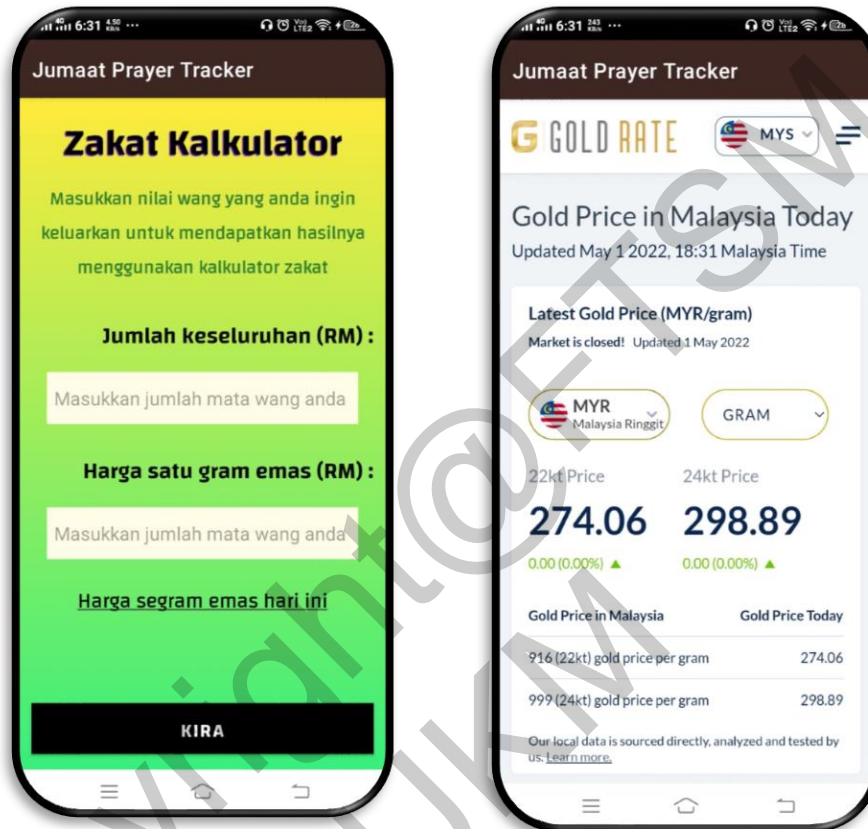 6:31 4.50 KB/s ... VoLTE2
Jumaat Prayer Tracker
Zakat Kalkulator
Masukkan nilai wang yang anda ingin
keluarkan untuk mendapatkan hasilnya
menggunakan kalkulator zakat
Jumlah keseluruhan (RM) :
Masukkan jumlah mata wang anda
Harga satu gram emas (RM) :
Masukkan jumlah mata wang anda
Harga segram emas hari ini
KIRA
6:31 243 KB/s ...
Jumaat Prayer Tracker
GOLD RATE MYS
Gold Price in Malaysia Today
Updated May 1 2022, 18:31 Malaysia Time
Latest Gold Price (MYR/gram)
Market is closed! Updated 1 May 2022
MYR GRAM
Malaysia Ringgit
22kt Price 24kt Price
274.06 298.89
0.00 (0.00%) ▲ 0.00 (0.00%) ▲
Gold Price in Malaysia Gold Price Today
916 (22kt) gold price per gram 274.06
999 (24kt) gold price per gram 298.89
Our local data is sourced directly, analyzed and tested by
us. Learn more.